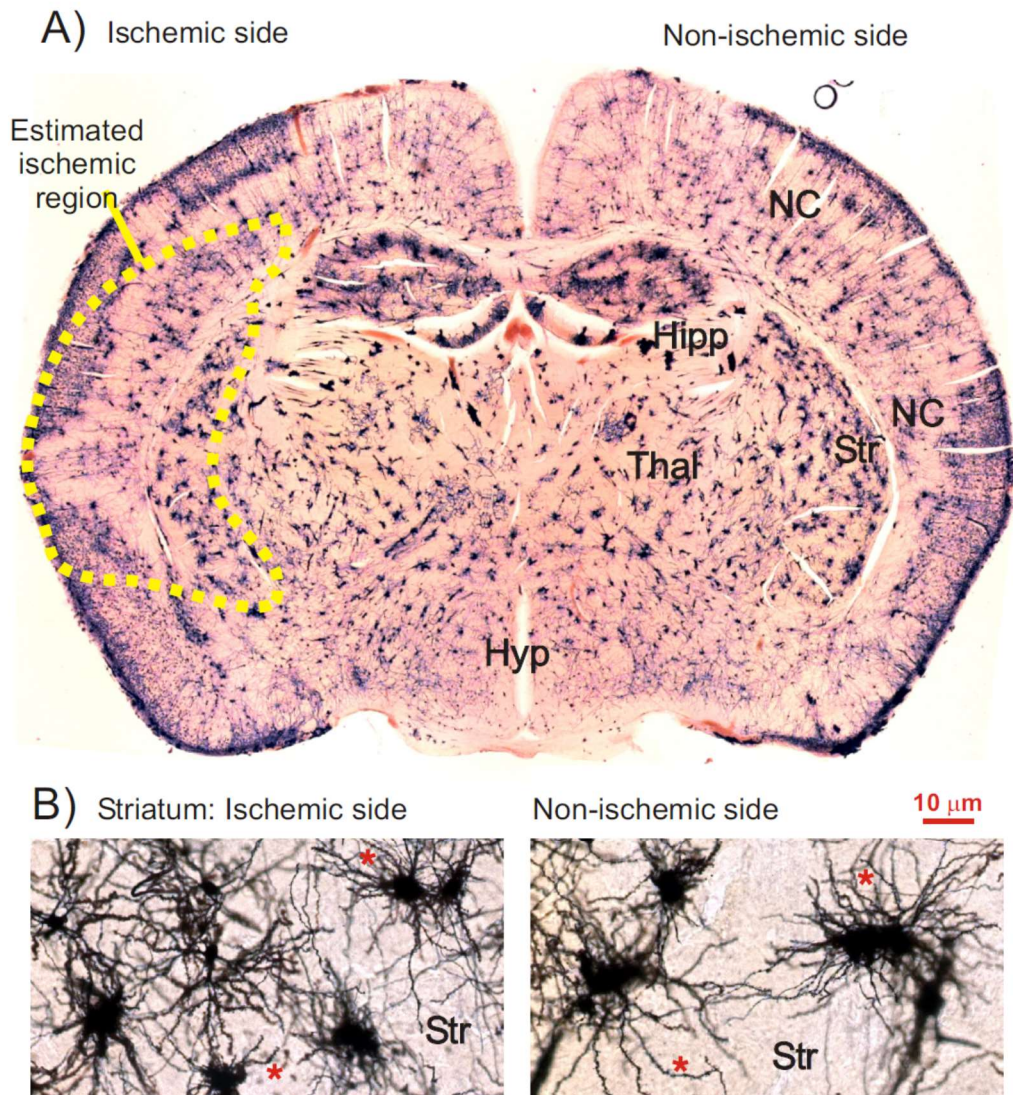 A) Ischemic side
Non-ischemic side
Estimated
ischemic
region
NC
Hipp
NC
Str
Thal
Hyp
B) Striatum: Ischemic side
Non-ischemic side
10 µm
*
*
Str
*
*
Str